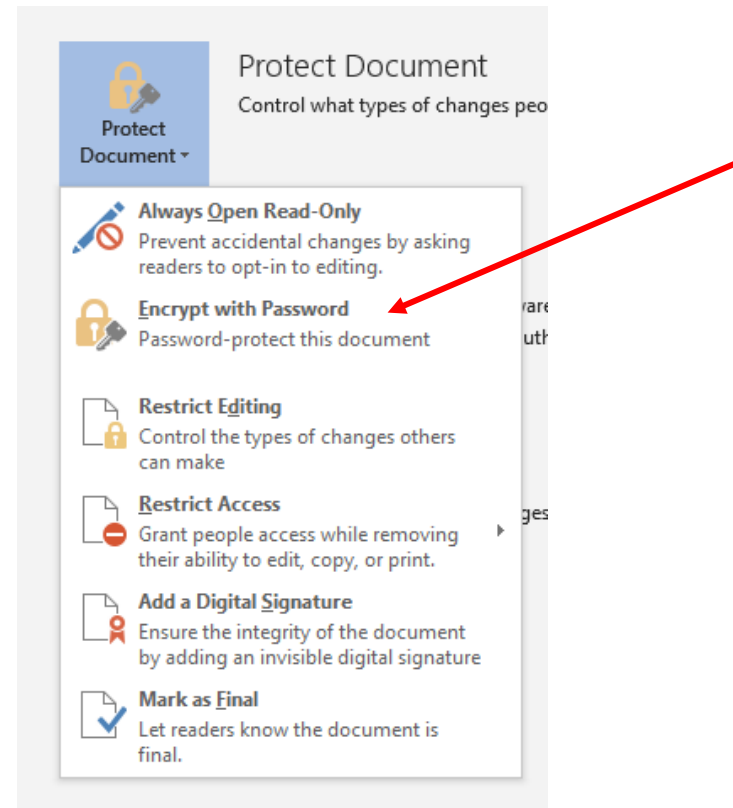 Protect Document
Control what types of changes peo
Protect
Document
Always Open Read-Only
Prevent accidental changes by asking
readers to opt-in to editing.
Encrypt with Password
Password-protect this document
Restrict Editing
Control the types of changes others
can make
Restrict Access
Grant people access while removing
their ability to edit, copy, or print.
Add a Digital Signature
Ensure the integrity of the document
by adding an invisible digital signature
Mark as Final
Let readers know the document is
final.